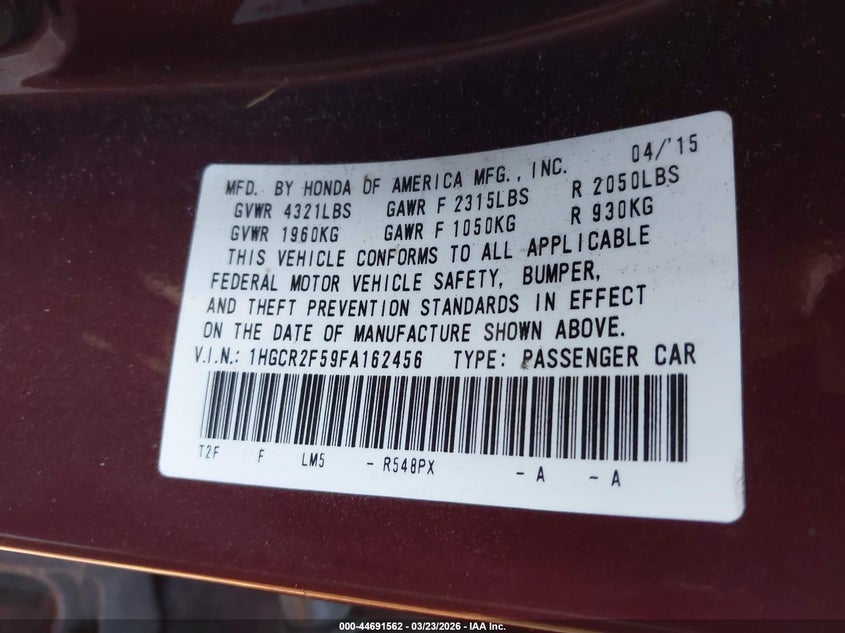 04/'15
MFD. BY HONDA OF AMERICA MFG., INC.
GVWR 4321LBS GAWR F 2315LBS R 2050LBS
GVWR 1960KG GAWR F 1050KG R 930KG
THIS VEHICLE CONFORMS TO ALL APPLICABLE
FEDERAL MOTOR VEHICLE SAFETY, BUMPER,
AND THEFT PREVENTION STANDARDS IN EFFECT
ON THE DATE OF MANUFACTURE SHOWN ABOVE.
V.I.N.: 1HGCR2F59FA162456 TYPE: PASSENGER CAR
T2F F LM5 - R548PX - A - A
000-44691562 | 03/23/2026 - IAA Inc.